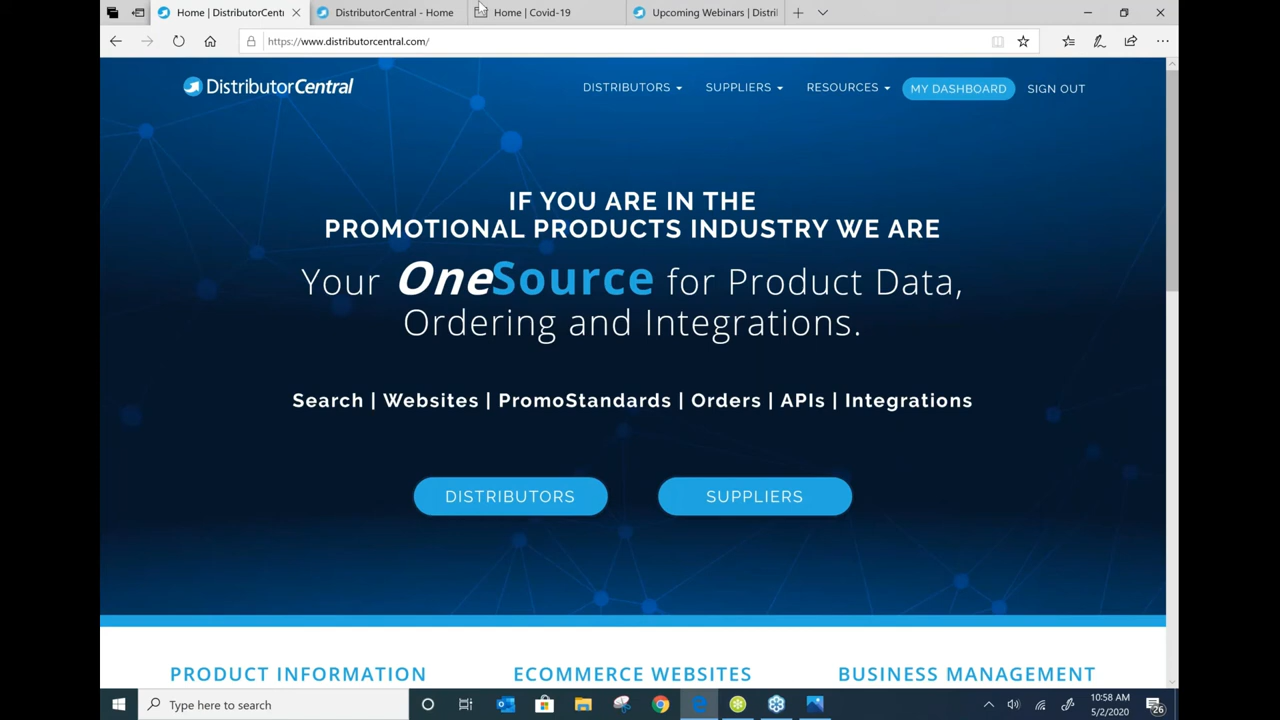 Home | DistributorCent
DistributorCentral - Home
Home | Covid-19
Upcoming Webinars | Distri
https://www.distributorcentral.com/
DistributorCentral
DISTRIBUTORS
SUPPLIERS
RESOURCES
MY DASHBOARD
SIGN OUT
IF YOU ARE IN THE
PROMOTIONAL PRODUCTS INDUSTRY WE ARE
Your OneSource for Product Data,
Ordering and Integrations.
Search | Websites | PromoStandards | Orders | APIs | Integrations
DISTRIBUTORS
SUPPLIERS
PRODUCT INFORMATION
ECOMMERCE WEBSITES
BUSINESS MANAGEMENT
Type here to search
10:58 AM
5/2/2020
26